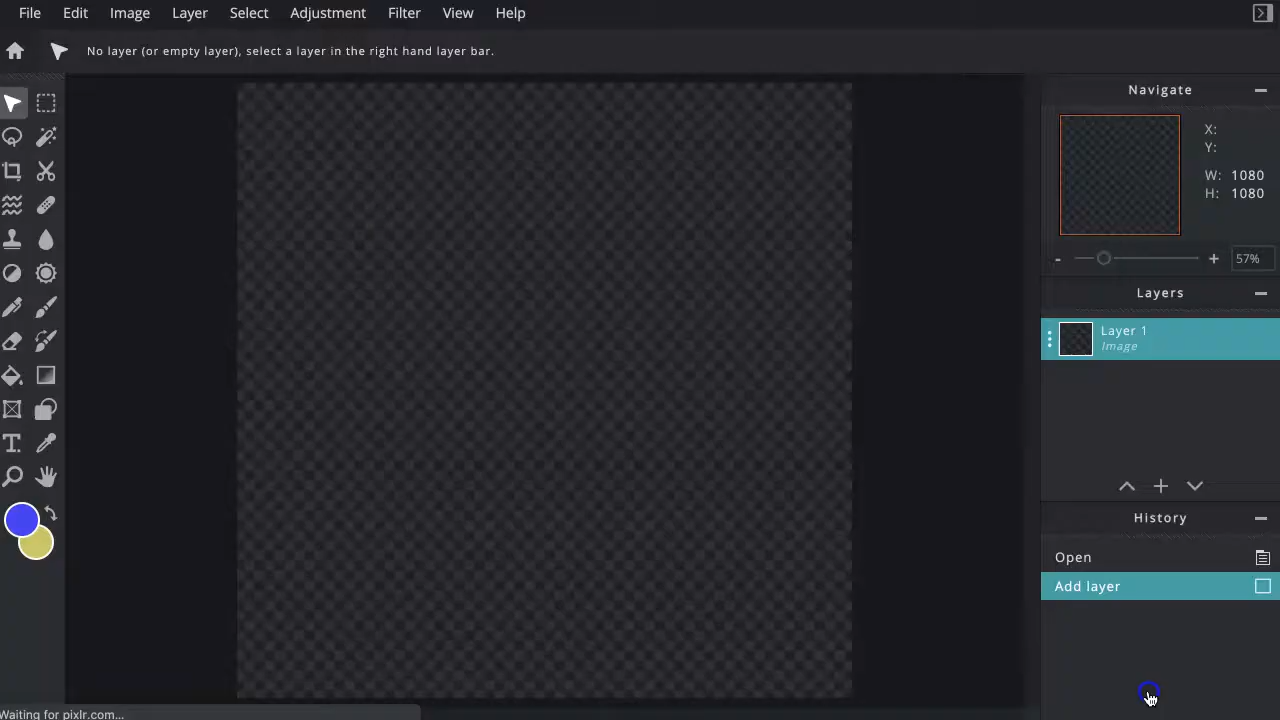 File Edit Image Layer Select Adjustment Filter View Help
No layer (or empty layer), select a layer in the right hand layer bar.
Navigate
X:
Y:
W: 1080
H: 1080
- + 57%
Layers
Layer 1
Image
T.
History
Open
Add layer
Waiting for pixlr.com...